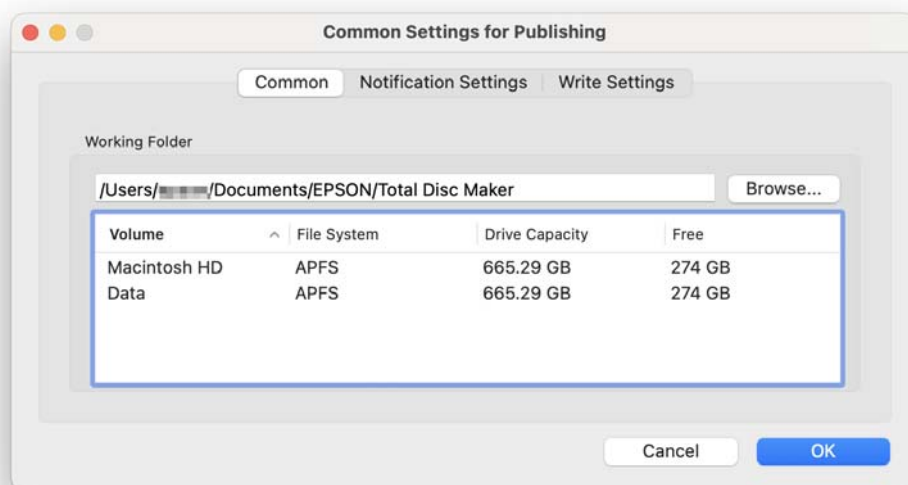 Common Settings for Publishing
Common Notification Settings Write Settings
Working Folder
/Users/ /Documents/EPSON/Total Disc Maker Browse...
Volume File System Drive Capacity Free
Macintosh HD APFS 665.29 GB 274 GB
Data APFS 665.29 GB 274 GB
Cancel OK